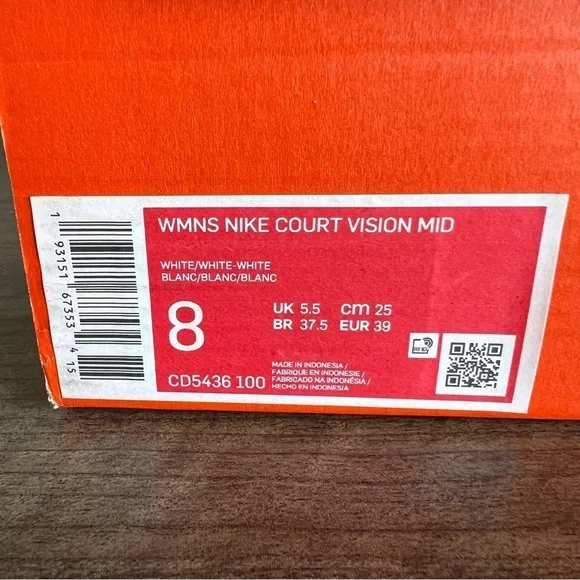 WMNS NIKE COURT VISION MID
WHITE/WHITE-WHITE
BLANC/BLANC/BLANC
8
UK 5.5 cm 25
BR 37.5 EUR 39
CD5436 100
MADE IN INDONESIA /
FABRIQUE EN INDONESIE /
FABRICADO NA INDONÉSIA /
HECHO EN INDONESIA
1 93151 67353 4 15